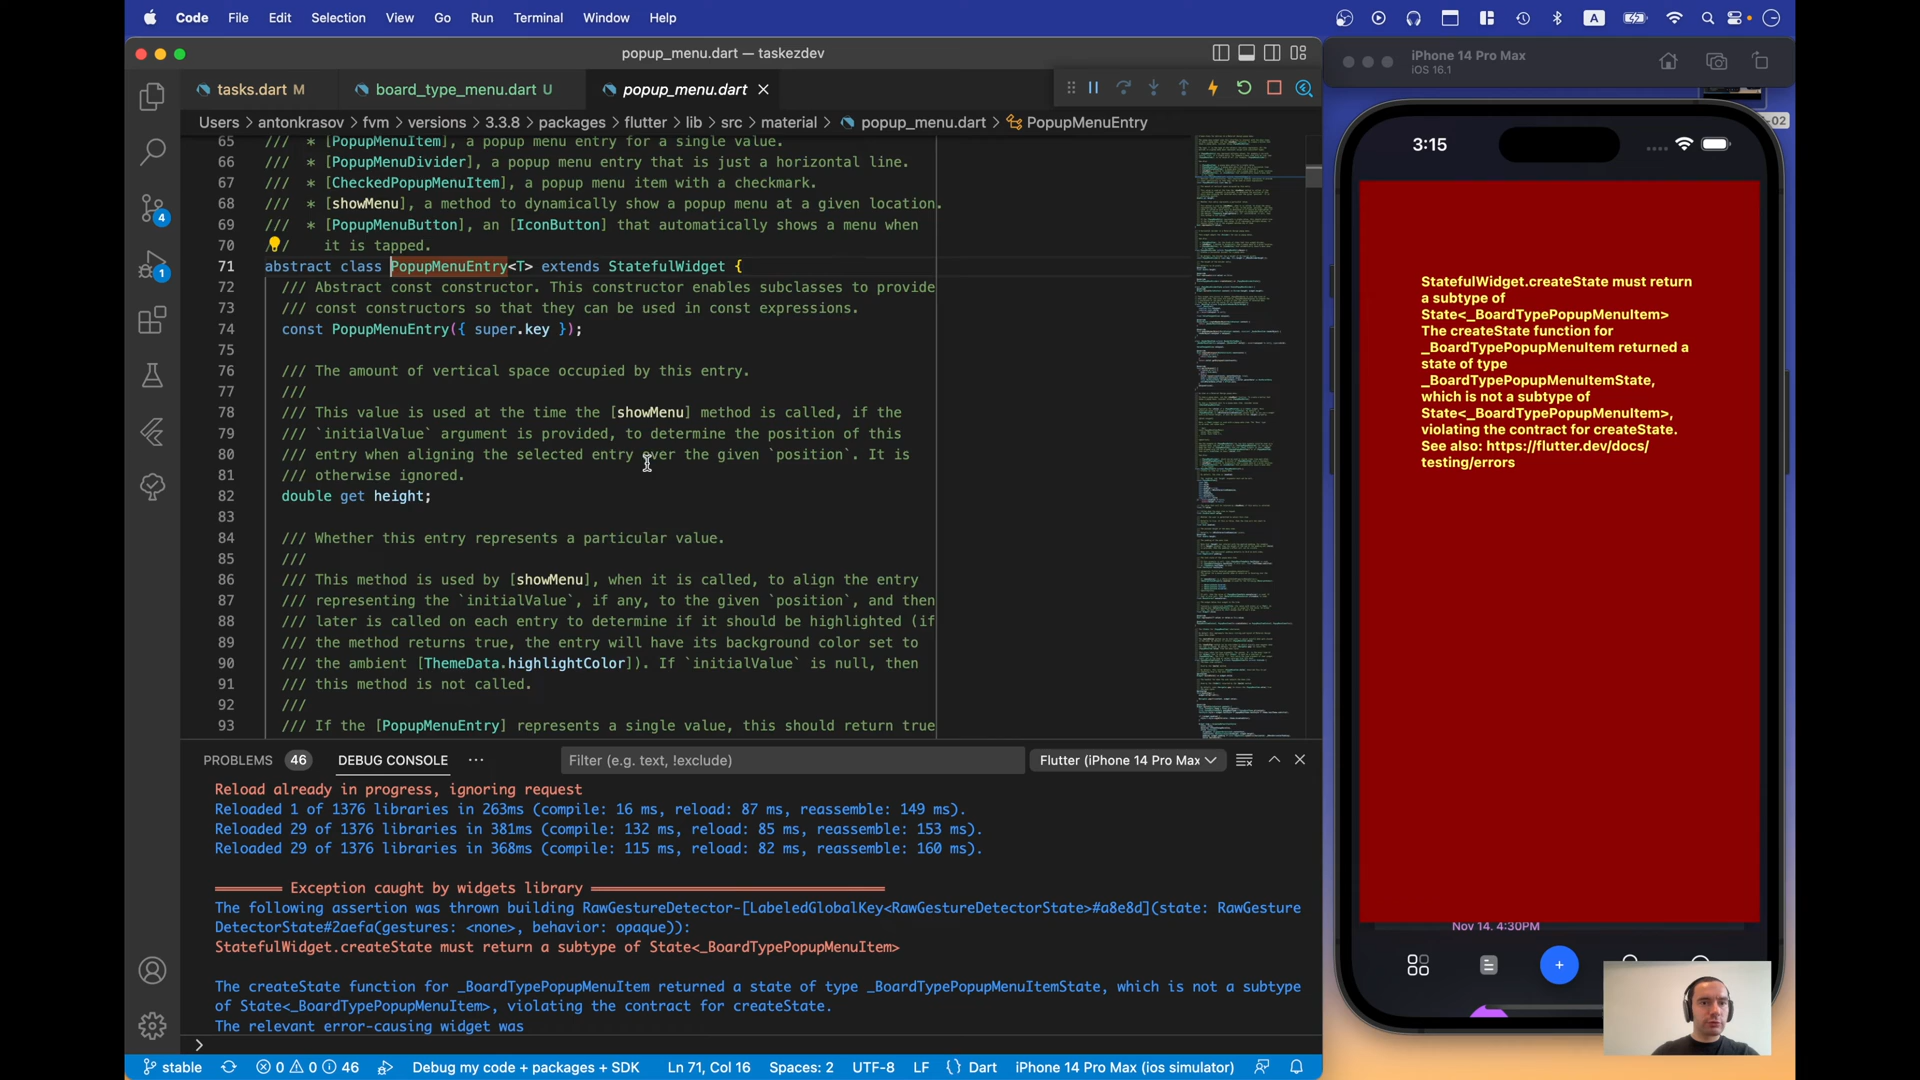 Code File Edit Selection View Go Run Terminal Window Help
A
popup_menu.dart — taskezdev
tasks.dart M
board_type_menu.dart U
popup_menu.dart
Users > antonkrasov > fvm > versions > 3.3.8 > packages > flutter > lib > src > material > popup_menu.dart > PopupMenuEntry
65 /// * [PopupMenuItem], a popup menu entry for a single value.
66 /// * [PopupMenuDivider], a popup menu entry that is just a horizontal line.
67 /// * [CheckedPopupMenuItem], a popup menu item with a checkmark.
68 /// * [showMenu], a method to dynamically show a popup menu at a given location.
69 /// * [PopupMenuButton], an [IconButton] that automatically shows a menu when
70 /// it is tapped.
71 abstract class PopupMenuEntry<T> extends StatefulWidget {
72 /// Abstract const constructor. This constructor enables subclasses to provide
73 /// const constructors so that they can be used in const expressions.
74 const PopupMenuEntry({ super.key });
75
76 /// The amount of vertical space occupied by this entry.
77 ///
78 /// This value is used at the time the [showMenu] method is called, if the
79 /// `initialValue` argument is provided, to determine the position of this
80 /// entry when aligning the selected entry over the given `position`. It is
81 /// otherwise ignored.
82 double get height;
83
84 /// Whether this entry represents a particular value.
85 ///
86 /// This method is used by [showMenu], when it is called, to align the entry
87 /// representing the `initialValue`, if any, to the given `position`, and then
88 /// later is called on each entry to determine if it should be highlighted (if
89 /// the method returns true, the entry will have its background color set to
90 /// the ambient [ThemeData.highlightColor]). If `initialValue` is null, then
91 /// this method is not called.
92 ///
93 /// If the [PopupMenuEntry] represents a single value, this should return true
4
1
PROBLEMS 46 DEBUG CONSOLE ··· Filter (e.g. text, !exclude) Flutter (iPhone 14 Pro Max
Reload already in progress, ignoring request
Reloaded 1 of 1376 libraries in 263ms (compile: 16 ms, reload: 87 ms, reassemble: 149 ms).
Reloaded 29 of 1376 libraries in 381ms (compile: 132 ms, reload: 85 ms, reassemble: 153 ms).
Reloaded 29 of 1376 libraries in 368ms (compile: 115 ms, reload: 82 ms, reassemble: 160 ms).
════════ Exception caught by widgets library ═══════════════════════════════════
The following assertion was thrown building RawGestureDetector-[LabeledGlobalKey<RawGestureDetectorState>#a8e8d](state: RawGesture
DetectorState#2aefa(gestures: <none>, behavior: opaque)):
StatefulWidget.createState must return a subtype of State<_BoardTypePopupMenuItem>
The createState function for _BoardTypePopupMenuItem returned a state of type _BoardTypePopupMenuItemState, which is not a subtype
of State<_BoardTypePopupMenuItem>, violating the contract for createState.
The relevant error-causing widget was
>
stable 0 0 46 Debug my code + packages + SDK Ln 71, Col 16 Spaces: 2 UTF-8 LF {} Dart iPhone 14 Pro Max (ios simulator)
iPhone 14 Pro Max
iOS 16.1
-02
3:15
StatefulWidget.createState must return
a subtype of
State<_BoardTypePopupMenuItem>
The createState function for
_BoardTypePopupMenuItem returned a
state of type
_BoardTypePopupMenuItemState,
which is not a subtype of
State<_BoardTypePopupMenuItem>,
violating the contract for createState.
See also: https://flutter.dev/docs/
testing/errors
Nov 14. 4:30PM
+